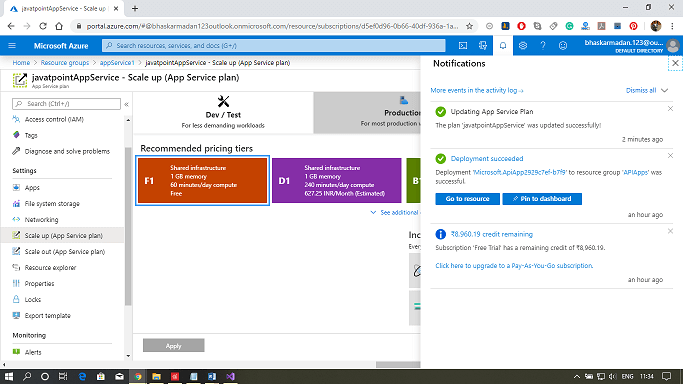 javatpointAppService - Scale up (
portal.azure.com/#@bhaskarmadan123outlook.onmicrosoft.com/resource/subscriptions/d5ef0d96-0b66-40df-936a-1a...
Microsoft Azure
Search resources, services, and docs (G+/)
bhaskarmadan.123@ou...
DEFAULT DIRECTORY
Home > Resource groups > appService1 > javatpointAppService - Scale up (App Service plan)
javatpointAppService - Scale up (App Service plan)
App Service plan
Search (Ctrl+/)
Access control (IAM)
Tags
Diagnose and solve problems
Settings
Apps
File system storage
Networking
Scale up (App Service plan)
Scale out (App Service plan)
Resource explorer
Properties
Locks
Export template
Monitoring
Alerts
Dev / Test
For less demanding workloads
Production
For most production w
Recommended pricing tiers
F1
Shared infrastructure
1 GB memory
60 minutes/day compute
Free
D1
Shared infrastructure
1 GB memory
240 minutes/day compute
627.25 INR/Month (Estimated)
B1
See additional
Inc
Every
Apply
Notifications
More events in the activity log →
Dismiss all
Updating App Service Plan
The plan 'javatpointAppService' was updated successfully!
2 minutes ago
Deployment succeeded
Deployment 'Microsoft.ApiApp2929c7ef-b7f9' to resource group 'APIApps' was
successful.
Go to resource
Pin to dashboard
an hour ago
₹8,960.19 credit remaining
Subscription 'Free Trial' has a remaining credit of ₹8,960.19.
Click here to upgrade to a Pay-As-You-Go subscription.
an hour ago
ENG
11:34